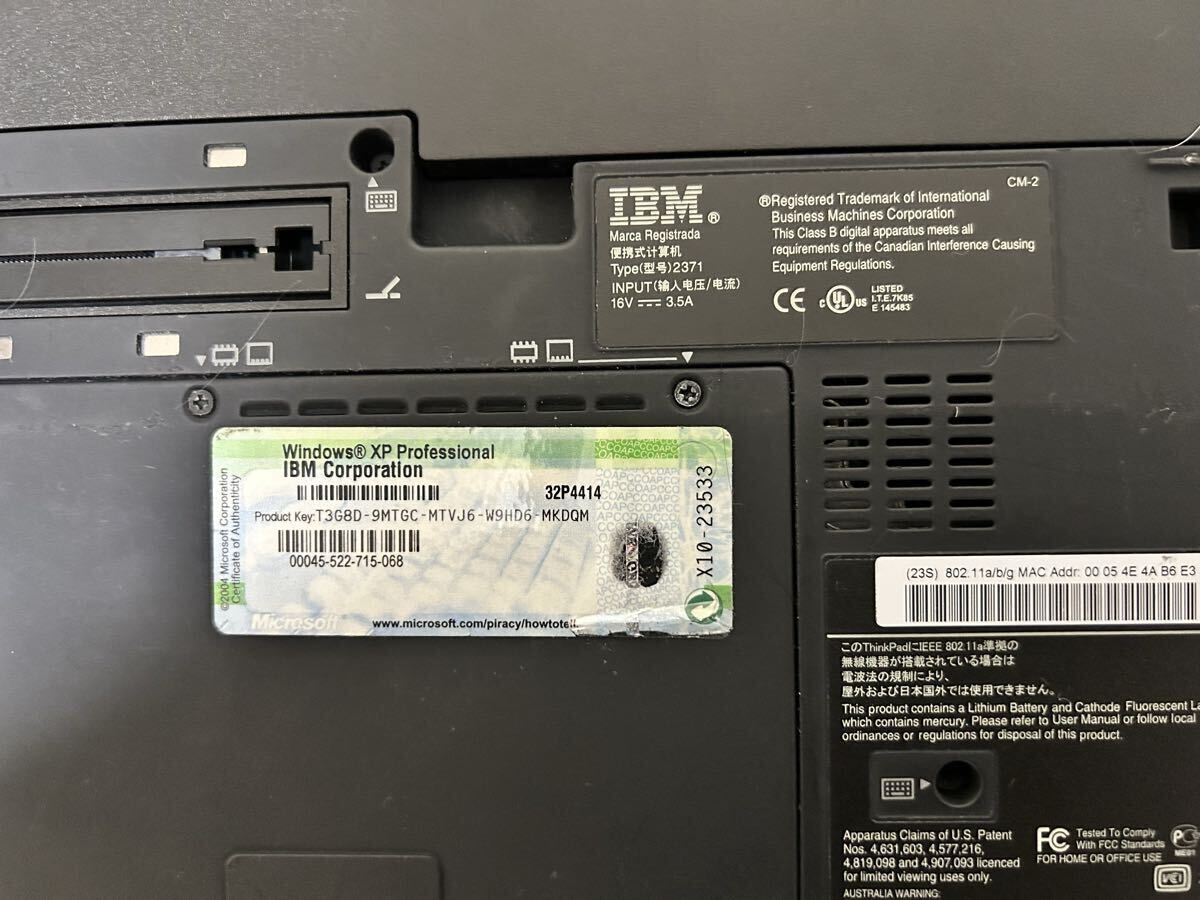 IBM®
Marca Registrada
便携式计算机
Type(型号)2371
INPUT(输入电压/电流)
16V 3.5A
CM-2
®Registered Trademark of International
Business Machines Corporation
This Class B digital apparatus meets all
requirements of the Canadian Interference Causing
Equipment Regulations.
CE
c UL us
LISTED
I.T.E.7K85
E 145483
Windows® XP Professional
IBM Corporation
32P4414
Product Key:T3G8D-9MTGC-MTVJ6-W9HD6-MKDQM
00045-522-715-068
©2004 Microsoft Corporation
Certificate of Authenticity
Microsoft
www.microsoft.com/piracy/howtotell
X10-23533
(23S) 802.11a/b/g MAC Addr: 00 05 4E 4A B6 E3
このThinkPadにIEEE 802.11a準拠の
無線機器が搭載されている場合は
電波法の規制により、
屋外および日本国外では使用できません。
This product contains a Lithium Battery and Cathode Fluorescent La
which contains mercury. Please refer to User Manual or follow local
ordinances or regulations for disposal of this product.
Apparatus Claims of U.S. Patent
Nos. 4,631,603, 4,577,216,
4,819,098 and 4,907,093 licenced
for limited viewing uses only.
AUSTRALIA WARNING:
FC
Tested To Comply
With FCC Standards
FOR HOME OR OFFICE USE
ME01